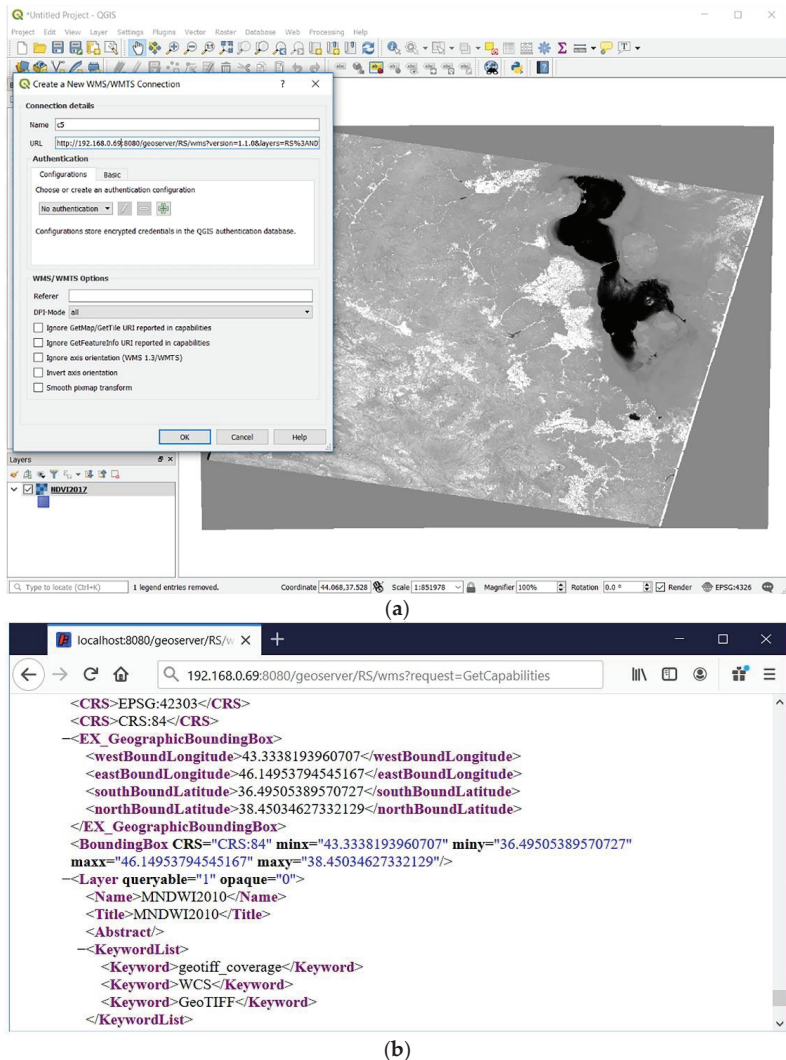 *Untitled Project - QGIS
Project Edit View Layer Settings Plugins Vector Raster Database Web Processing Help
Create a New WMS/WMTS Connection ? X
Connection details
Name c5
URL http://192.168.0.69:8080/geoserver/RS/wms?version=1.1.0&layers=RS%3AND
Authentication
Configurations Basic
Choose or create an authentication configuration
No authentication
Configurations store encrypted credentials in the QGIS authentication database.
WMS/WMTS Options
Referer
DPI-Mode all
Ignore GetMap/GetTile URI reported in capabilities
Ignore GetFeatureInfo URI reported in capabilities
Ignore axis orientation (WMS 1.3/WMTS)
Invert axis orientation
Smooth pixmap transform
OK Cancel Help
Layers
NDVI2017
Type to locate (Ctrl+K) 1 legend entries removed. Coordinate 44.068,37.528 Scale 1:851978 Magnifier 100% Rotation 0.0 ° Render EPSG:4326
(a)
localhost:8080/geoserver/RS/w
192.168.0.69:8080/geoserver/RS/wms?request=GetCapabilities
<CRS>EPSG:42303</CRS>
<CRS>CRS:84</CRS>
−<EX_GeographicBoundingBox>
<westBoundLongitude>43.3338193960707</westBoundLongitude>
<eastBoundLongitude>46.14953794545167</eastBoundLongitude>
<southBoundLatitude>36.49505389570727</southBoundLatitude>
<northBoundLatitude>38.45034627332129</northBoundLatitude>
</EX_GeographicBoundingBox>
<BoundingBox CRS="CRS:84" minx="43.3338193960707" miny="36.49505389570727"
maxx="46.14953794545167" maxy="38.45034627332129"/>
−<Layer queryable="1" opaque="0">
<Name>MNDWI2010</Name>
<Title>MNDWI2010</Title>
<Abstract/>
−<KeywordList>
<Keyword>geotiff_coverage</Keyword>
<Keyword>WCS</Keyword>
<Keyword>GeoTIFF</Keyword>
</KeywordList>
(b)